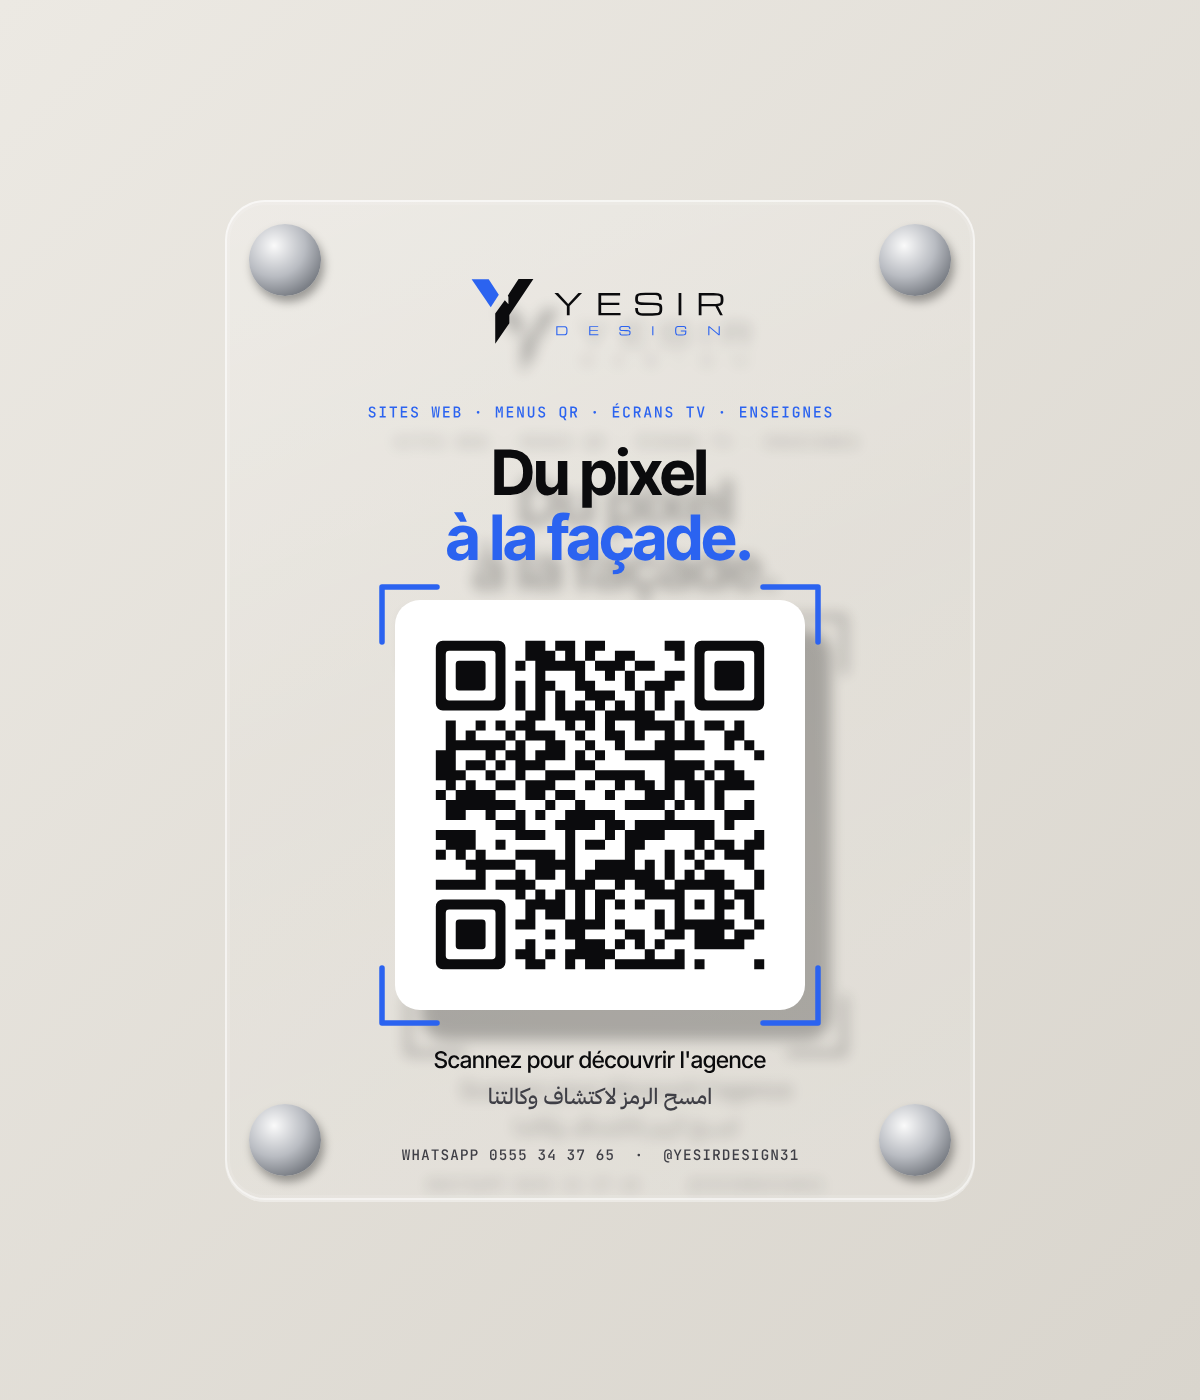 YESIR
DESIGN
SITES WEB · MENUS QR · ÉCRANS TV · ENSEIGNES
Du pixel
à la façade.
Scannez pour découvrir l'agence
امسح الرمز لاكتشاف وكالتنا
WHATSAPP 0555 34 37 65 · @YESIRDESIGN31